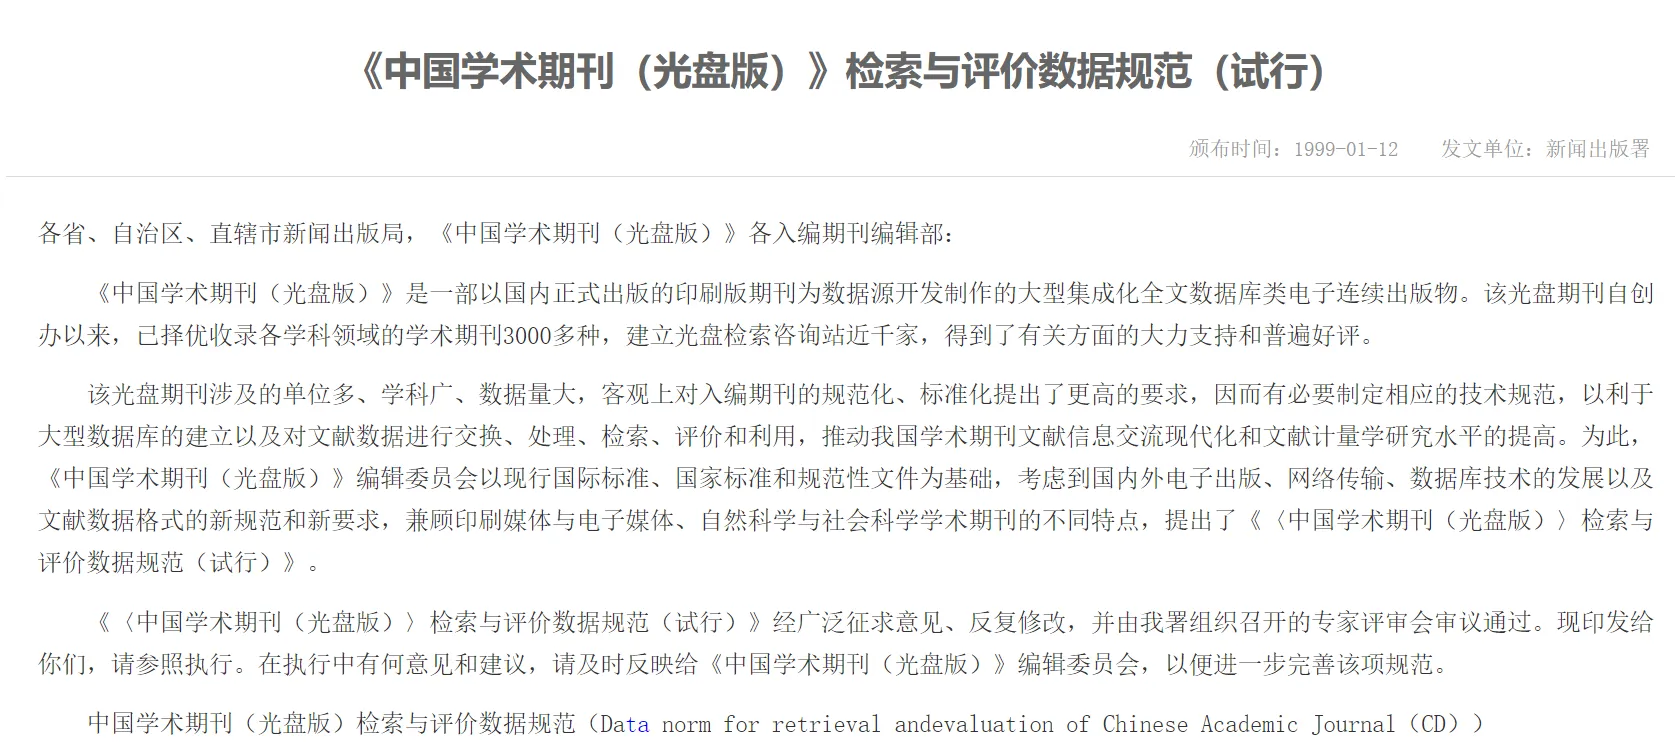 《中国学术期刊（光盘版）》检索与评价数据规范（试行）
颁布时间：1999-01-12 发文单位：新闻出版署
各省、自治区、直辖市新闻出版局，《中国学术期刊（光盘版）》各入编期刊编辑部：
《中国学术期刊（光盘版）》是一部以国内正式出版的印刷版期刊为数据源开发制作的大型集成化全文数据库类电子连续出版物。该光盘期刊自创
办以来，已择优收录各学科领域的学术期刊3000多种，建立光盘检索咨询站近千家，得到了有关方面的大力支持和普遍好评。
该光盘期刊涉及的单位多、学科广、数据量大，客观上对入编期刊的规范化、标准化提出了更高的要求，因而有必要制定相应的技术规范，以利于
大型数据库的建立以及对文献数据进行交换、处理、检索、评价和利用，推动我国学术期刊文献信息交流现代化和文献计量学研究水平的提高。为此，
《中国学术期刊（光盘版）》编辑委员会以现行国际标准、国家标准和规范性文件为基础，考虑到国内外电子出版、网络传输、数据库技术的发展以及
文献数据格式的新规范和新要求，兼顾印刷媒体与电子媒体、自然科学与社会科学学术期刊的不同特点，提出了《〈中国学术期刊（光盘版）〉检索与
评价数据规范（试行）》。
《〈中国学术期刊（光盘版）〉检索与评价数据规范（试行）》经广泛征求意见、反复修改，并由我署组织召开的专家评审会审议通过。现印发给
你们，请参照执行。在执行中有何意见和建议，请及时反映给《中国学术期刊（光盘版）》编辑委员会，以便进一步完善该项规范。
中国学术期刊（光盘版）检索与评价数据规范（Data norm for retrieval andevaluation of Chinese Academic Journal（CD））